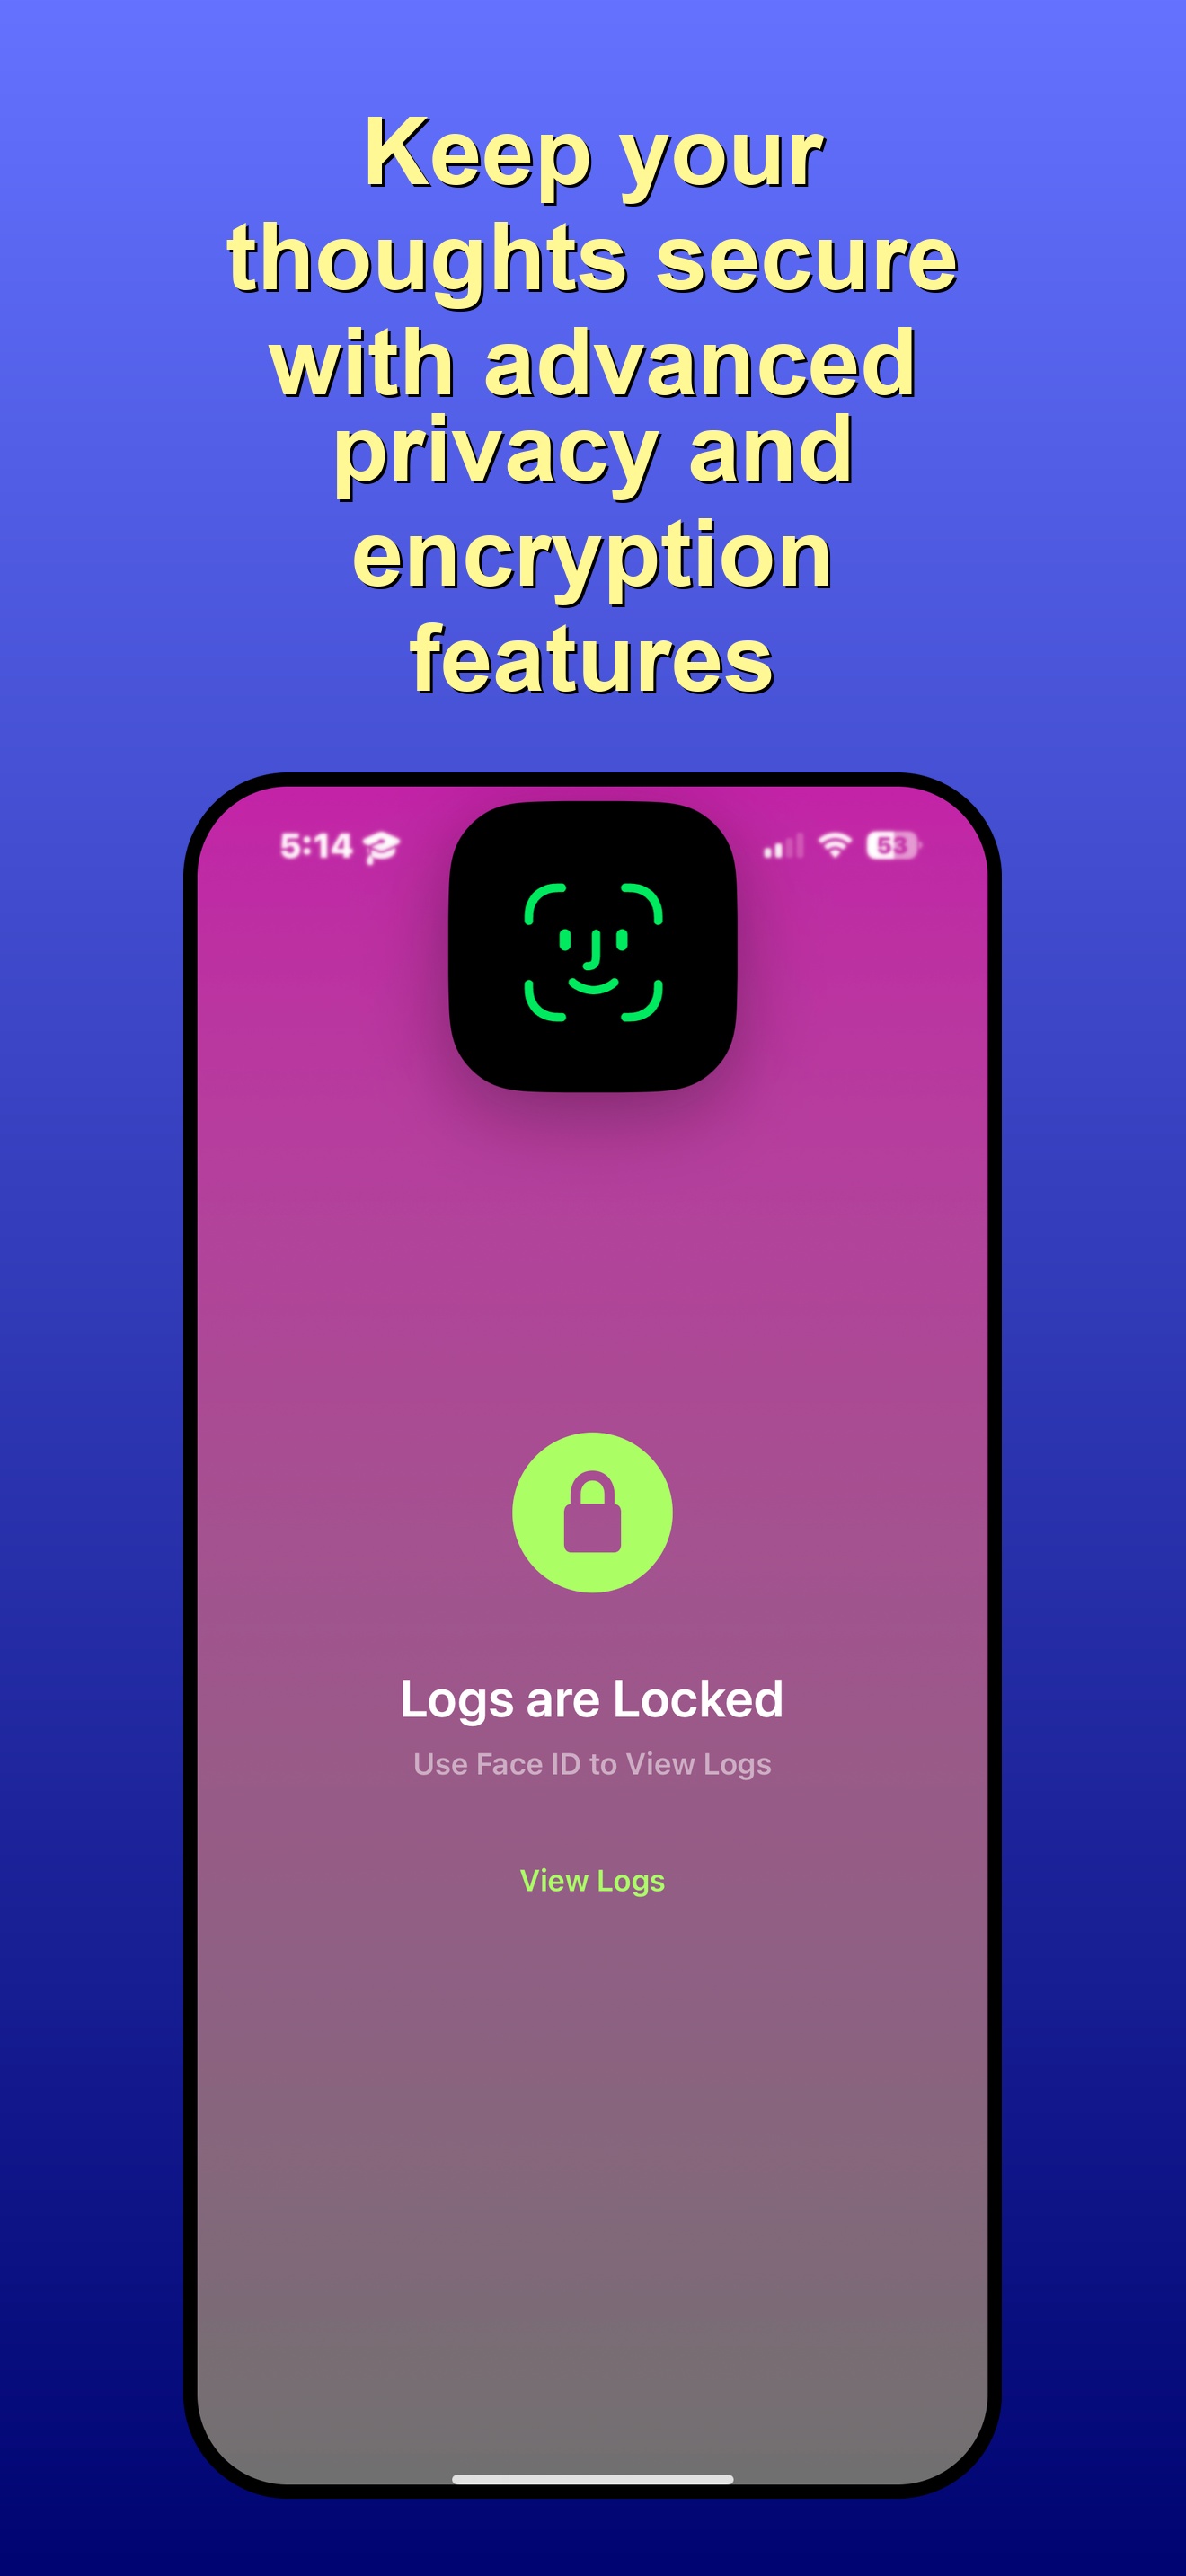 Keep your
thoughts secure
with advanced
privacy and
encryption
features
5:14
53
Logs are Locked
Use Face ID to View Logs
View Logs